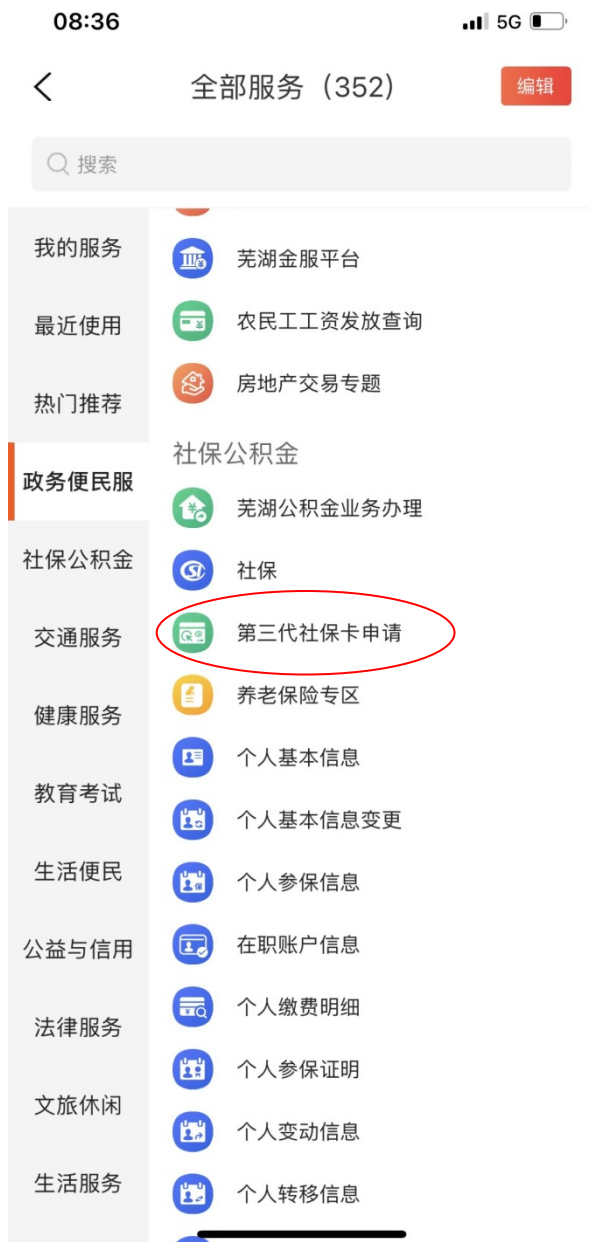 08:36
5G
全部服务（352）
编辑
搜索
我的服务
最近使用
热门推荐
政务便民服
社保公积金
交通服务
健康服务
教育考试
生活便民
公益与信用
法律服务
文旅休闲
生活服务
芜湖金服平台
农民工工资发放查询
房地产交易专题
社保公积金
芜湖公积金业务办理
社保
第三代社保卡申请
养老保险专区
个人基本信息
个人基本信息变更
个人参保信息
在职账户信息
个人缴费明细
个人参保证明
个人变动信息
个人转移信息